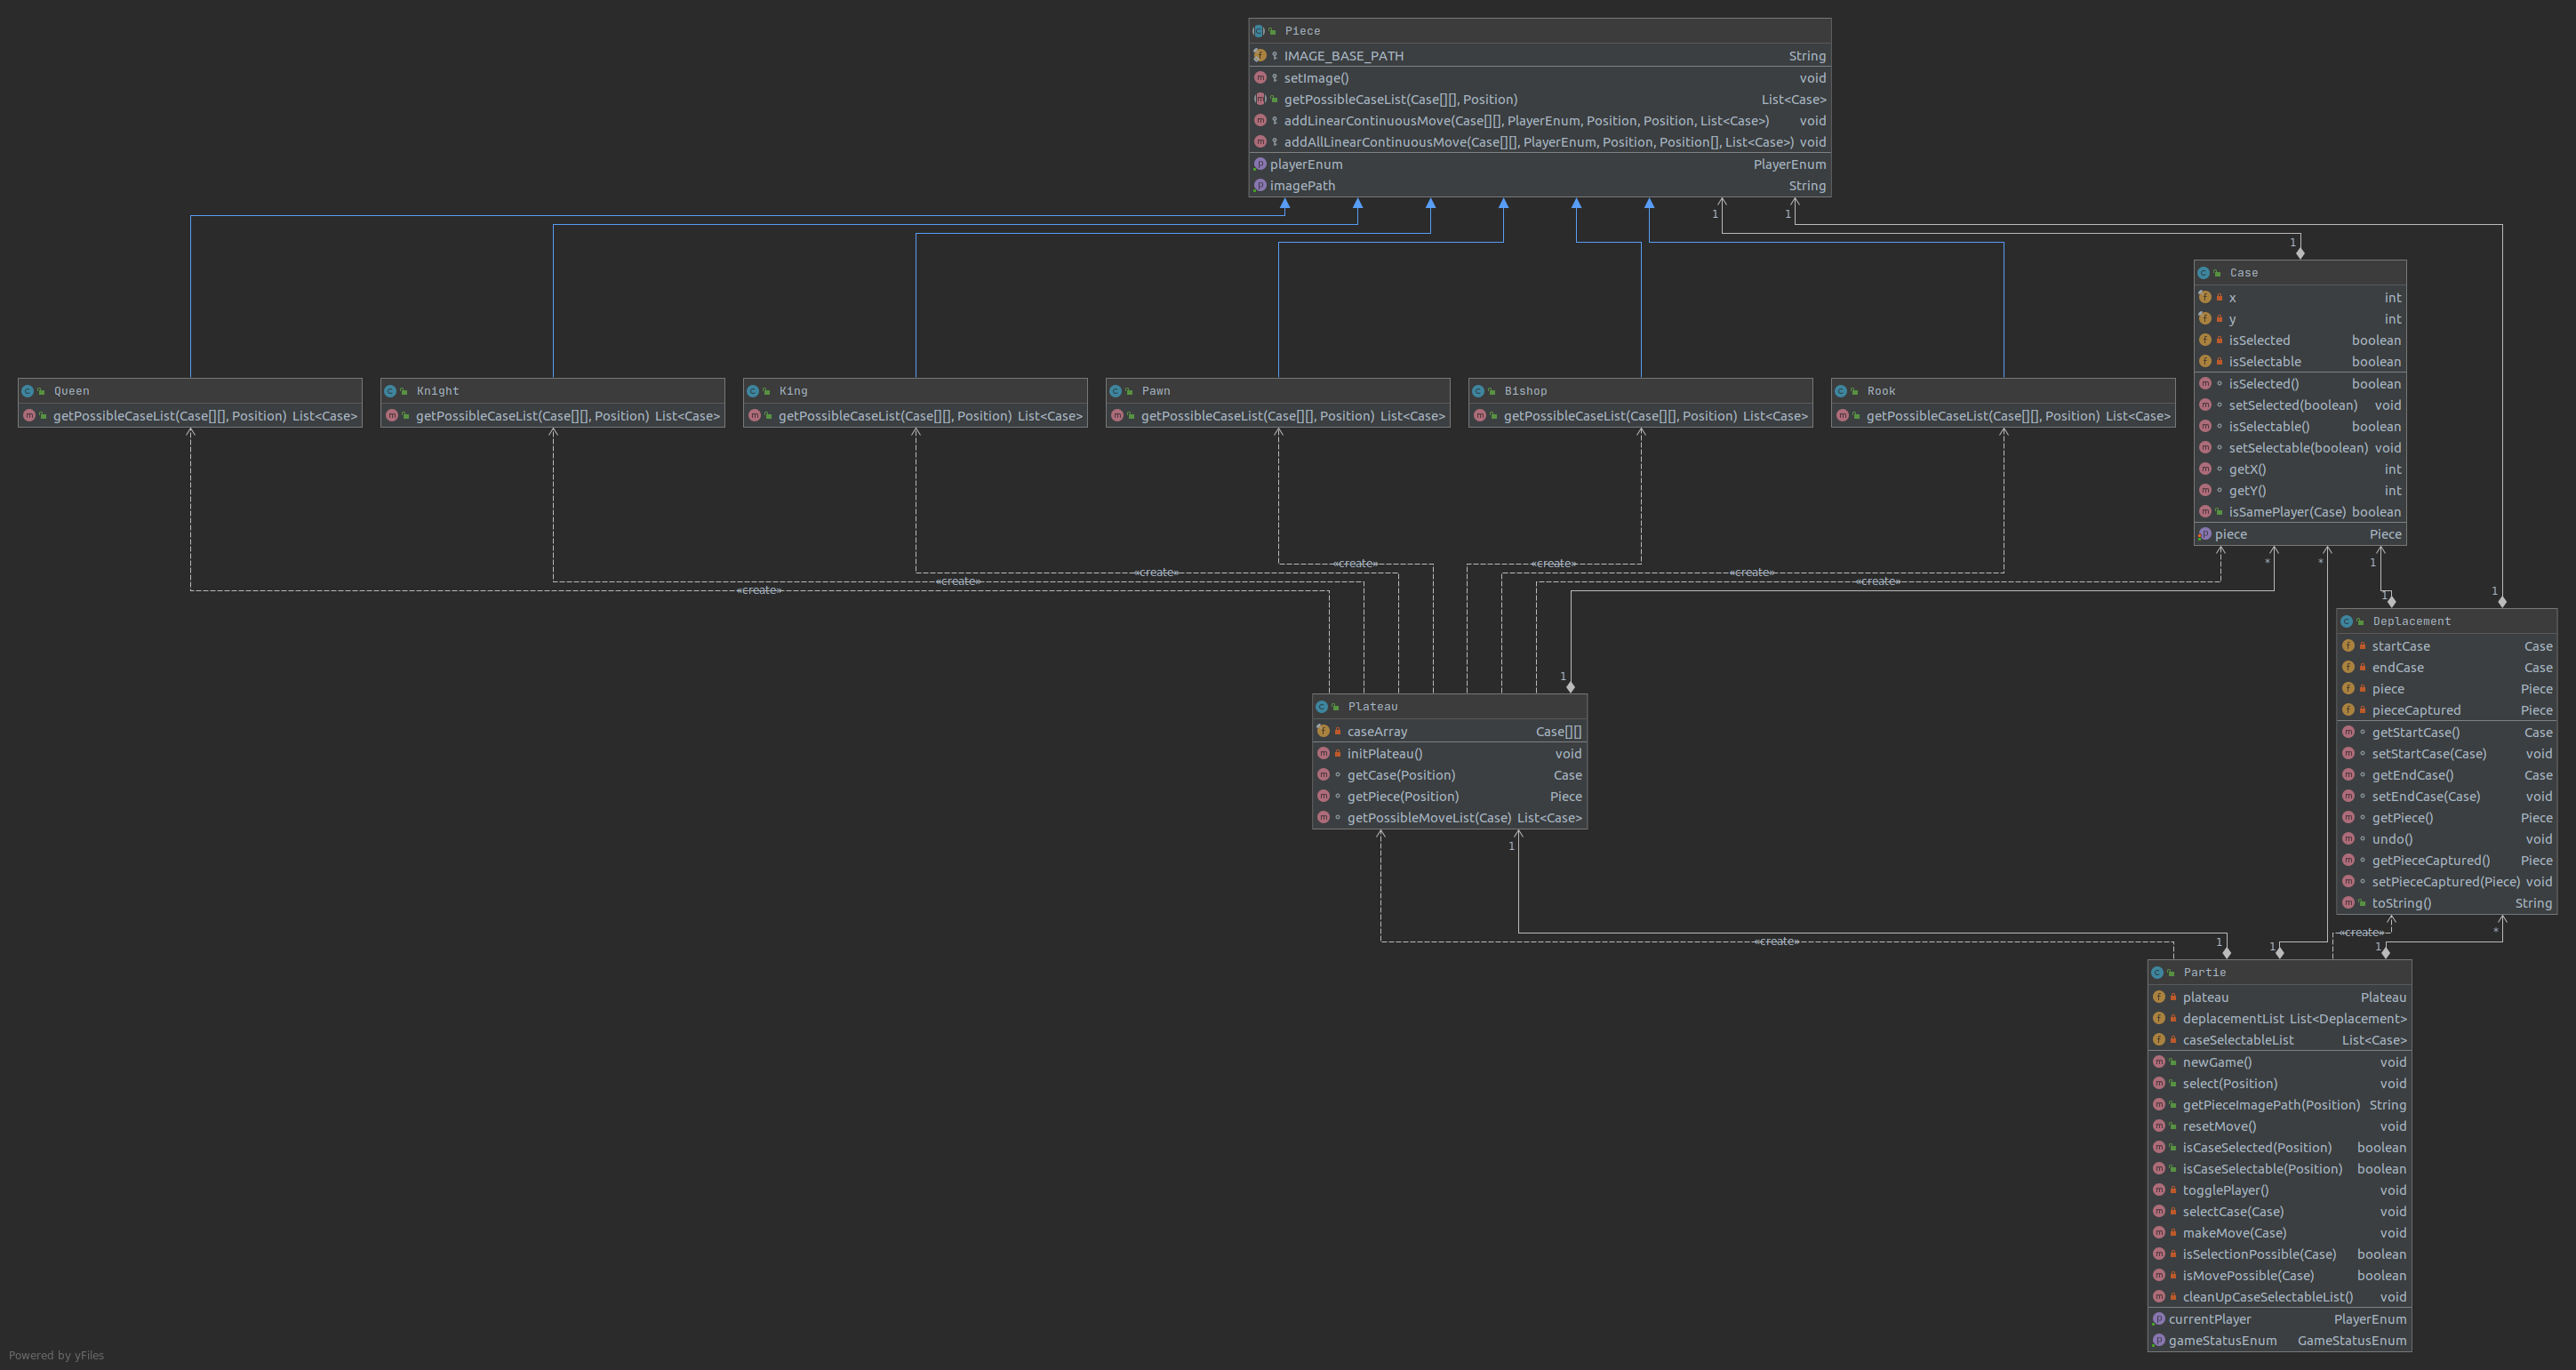 Piece
IMAGE_BASE_PATH String
setImage() void
getPossibleCaseList(Case[][], Position) List<Case>
addLinearContinuousMove(Case[][], PlayerEnum, Position, Position, List<Case>) void
addAllLinearContinuousMove(Case[][], PlayerEnum, Position, Position[], List<Case>) void
playerEnum PlayerEnum
imagePath String
1
1
1
Case
x int
y int
isSelected boolean
isSelectable boolean
isSelected() boolean
setSelected(boolean) void
isSelectable() boolean
setSelectable(boolean) void
getX() int
getY() int
isSamePlayer(Case) boolean
piece Piece
Queen
getPossibleCaseList(Case[][], Position) List<Case>
Knight
getPossibleCaseList(Case[][], Position) List<Case>
King
getPossibleCaseList(Case[][], Position) List<Case>
Pawn
getPossibleCaseList(Case[][], Position) List<Case>
Bishop
getPossibleCaseList(Case[][], Position) List<Case>
Rook
getPossibleCaseList(Case[][], Position) List<Case>
«create»
«create»
«create»
«create»
«create»
«create»
«create»
*
*
1
1
1
1
Deplacement
startCase Case
endCase Case
piece Piece
pieceCaptured Piece
getStartCase() Case
setStartCase(Case) void
getEndCase() Case
setEndCase(Case) void
getPiece() Piece
undo() void
getPieceCaptured() Piece
setPieceCaptured(Piece) void
toString() String
Plateau
caseArray Case[][]
initPlateau() void
getCase(Position) Case
getPiece(Position) Piece
getPossibleMoveList(Case) List<Case>
1
«create»
«create»
*
1
1
1
Partie
plateau Plateau
deplacementList List<Deplacement>
caseSelectableList List<Case>
newGame() void
select(Position) void
getPieceImagePath(Position) String
resetMove() void
isCaseSelected(Position) boolean
isCaseSelectable(Position) boolean
togglePlayer() void
selectCase(Case) void
makeMove(Case) void
isSelectionPossible(Case) boolean
isMovePossible(Case) boolean
cleanUpCaseSelectableList() void
currentPlayer PlayerEnum
gameStatusEnum GameStatusEnum
Powered by yFiles